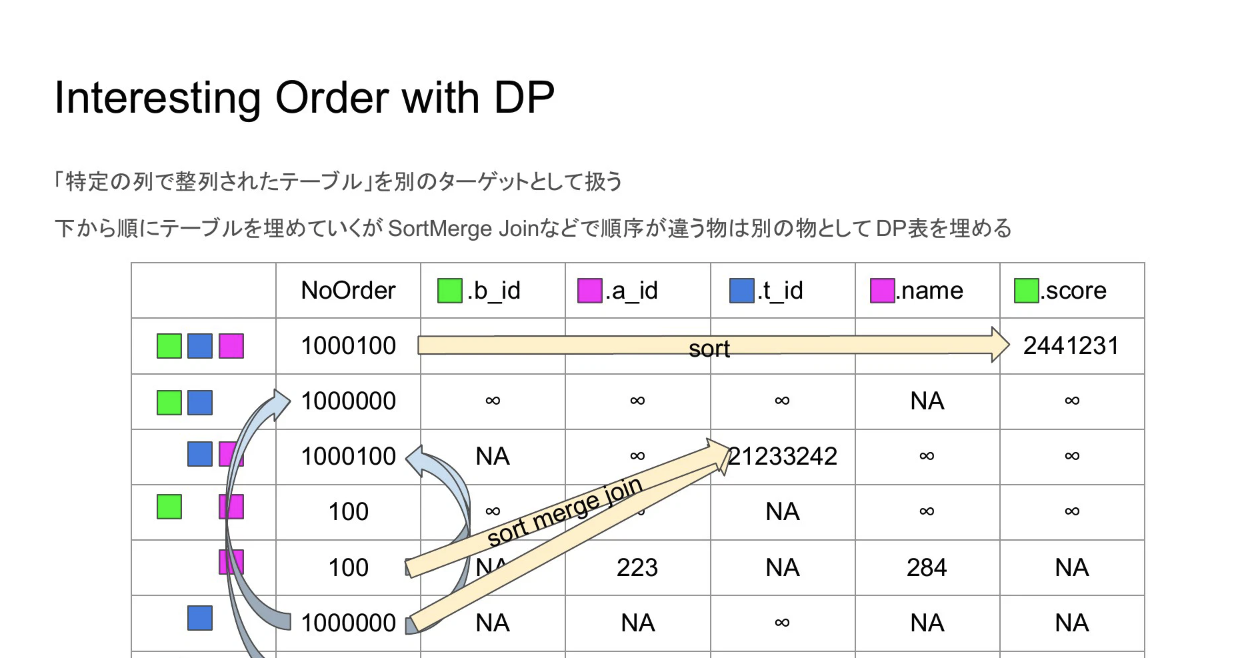 Interesting Order with DP
「特定の列で整列されたテーブル」を別のターゲットとして扱う
下から順にテーブルを埋めていくが SortMerge Joinなどで順序が違う物は別の物として DP表を埋める
NoOrder .b_id .a_id .t_id .name .score
1000100 sort 2441231
1000000 ∞ ∞ ∞ NA ∞
1000100 NA ∞ 21233242 ∞ ∞
sort merge join
100 ∞ NA ∞ ∞
100 NA 223 NA 284 NA
1000000 NA NA ∞ NA NA